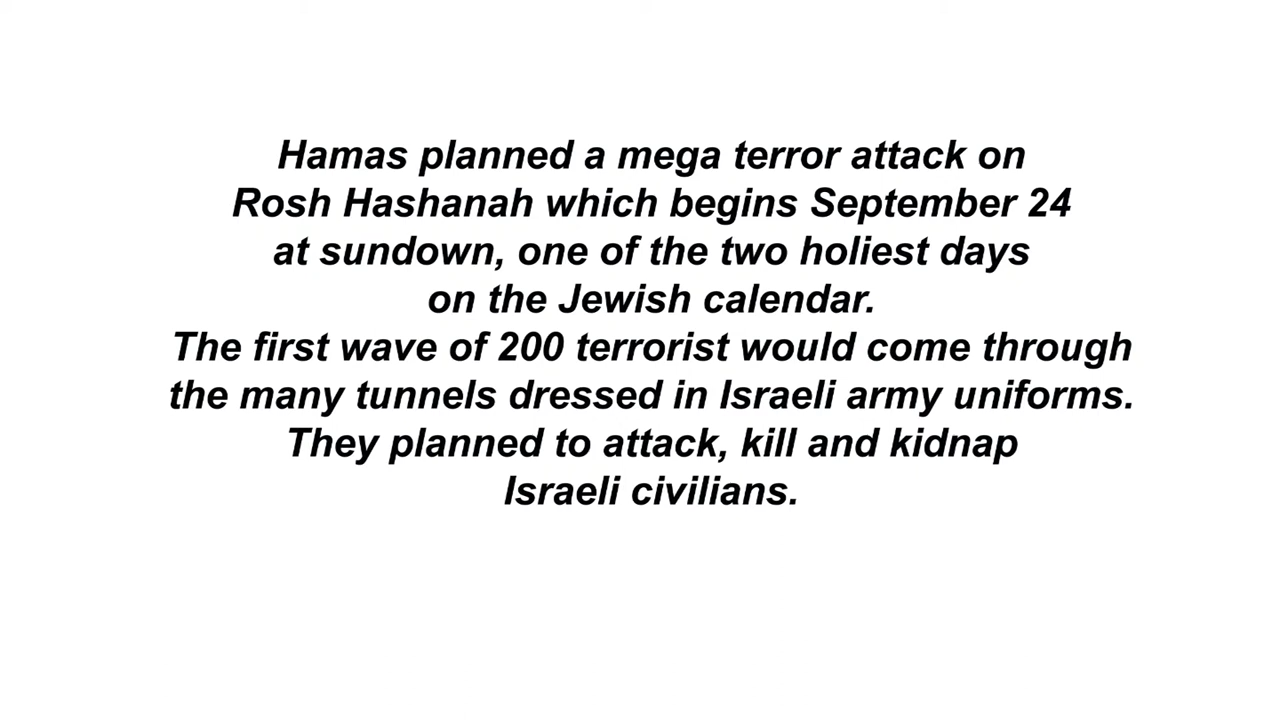 Hamas planned a mega terror attack on
Rosh Hashanah which begins September 24
at sundown, one of the two holiest days
on the Jewish calendar.
The first wave of 200 terrorist would come through
the many tunnels dressed in Israeli army uniforms.
They planned to attack, kill and kidnap
Israeli civilians.